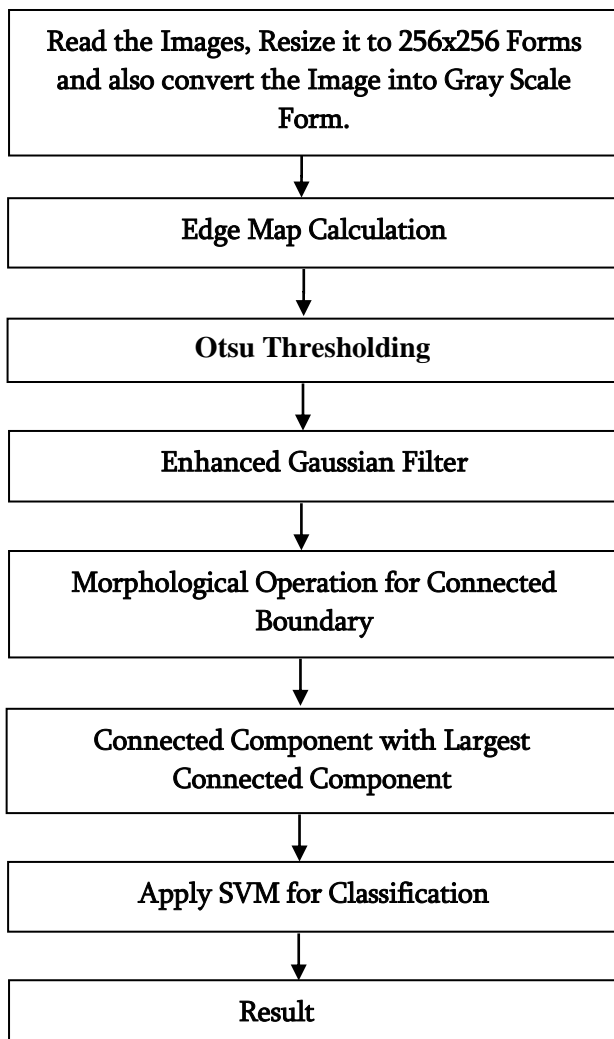 Read the Images, Resize it to 256x256 Forms
and also convert the Image into Gray Scale
Form.
Edge Map Calculation
Otsu Thresholding
Enhanced Gaussian Filter
Morphological Operation for Connected
Boundary
Connected Component with Largest
Connected Component
Apply SVM for Classification
Result